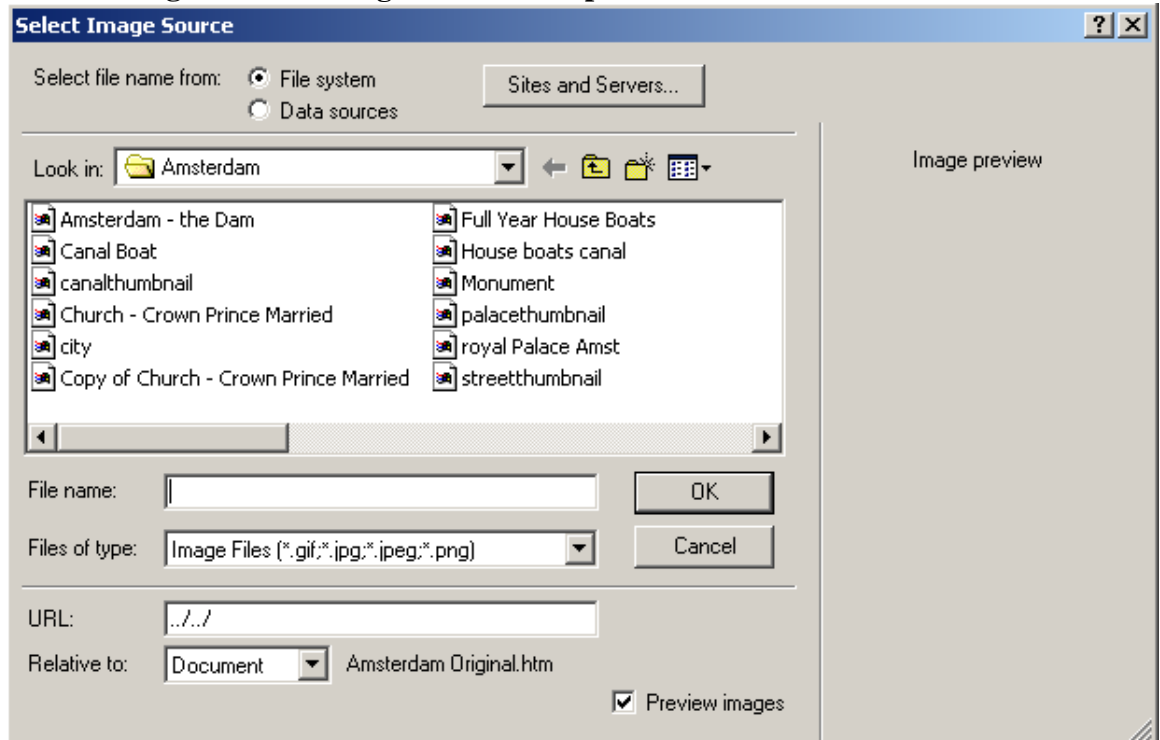 Select Image Source
Select file name from: File system Sites and Servers...
Data sources
Look in: Amsterdam
Image preview
Amsterdam - the Dam Full Year House Boats
Canal Boat House boats canal
canalthumbnail Monument
Church - Crown Prince Married palacethumbnail
city royal Palace Amst
Copy of Church - Crown Prince Married streetthumbnail
File name: OK
Files of type: Image Files (*.gif;*.jpg;*.jpeg;*.png) Cancel
URL: ../../
Relative to: Document Amsterdam Original.htm
Preview images